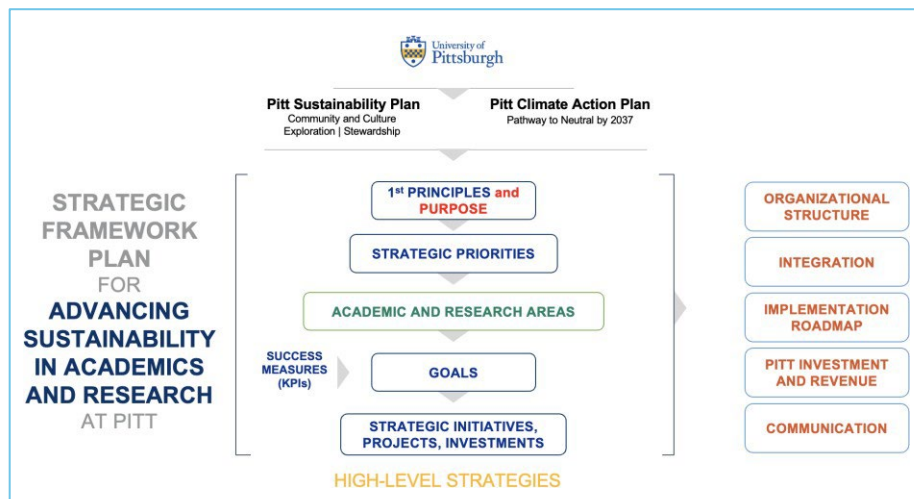 University of
Pittsburgh
Pitt Sustainability Plan
Community and Culture
Exploration | Stewardship
Pitt Climate Action Plan
Pathway to Neutral by 2037
STRATEGIC
FRAMEWORK
PLAN
FOR
ADVANCING
SUSTAINABILITY
IN ACADEMICS
AND RESEARCH
AT PITT
1st PRINCIPLES and
PURPOSE
STRATEGIC PRIORITIES
ACADEMIC AND RESEARCH AREAS
SUCCESS
MEASURES
(KPIs)
GOALS
STRATEGIC INITIATIVES,
PROJECTS, INVESTMENTS
HIGH-LEVEL STRATEGIES
ORGANIZATIONAL
STRUCTURE
INTEGRATION
IMPLEMENTATION
ROADMAP
PITT INVESTMENT
AND REVENUE
COMMUNICATION